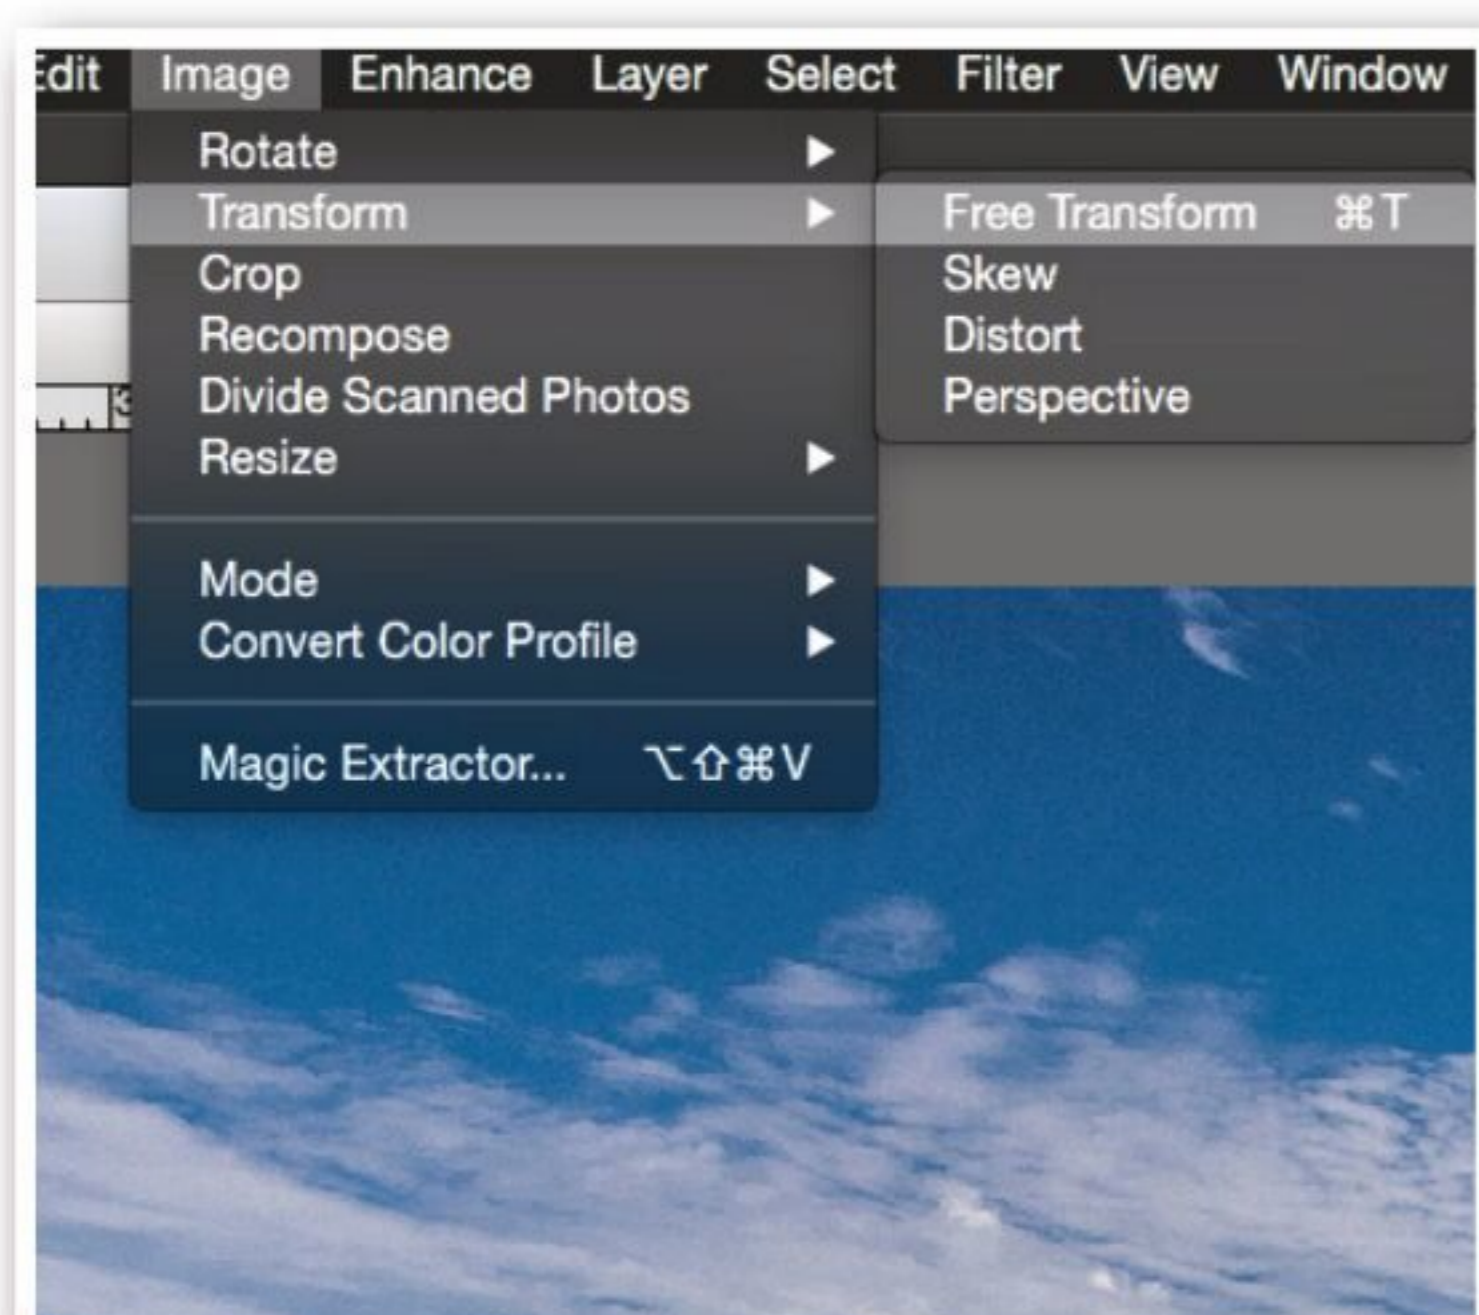 Edit Image Enhance Layer Select Filter View Window
Rotate ▶
Transform ▶
Free Transform ⌘T
Crop
Skew
Recompose
Distort
Divide Scanned Photos
Perspective
Resize ▶
Mode ▶
Convert Color Profile ▶
Magic Extractor... ⌥⇧⌘V
3